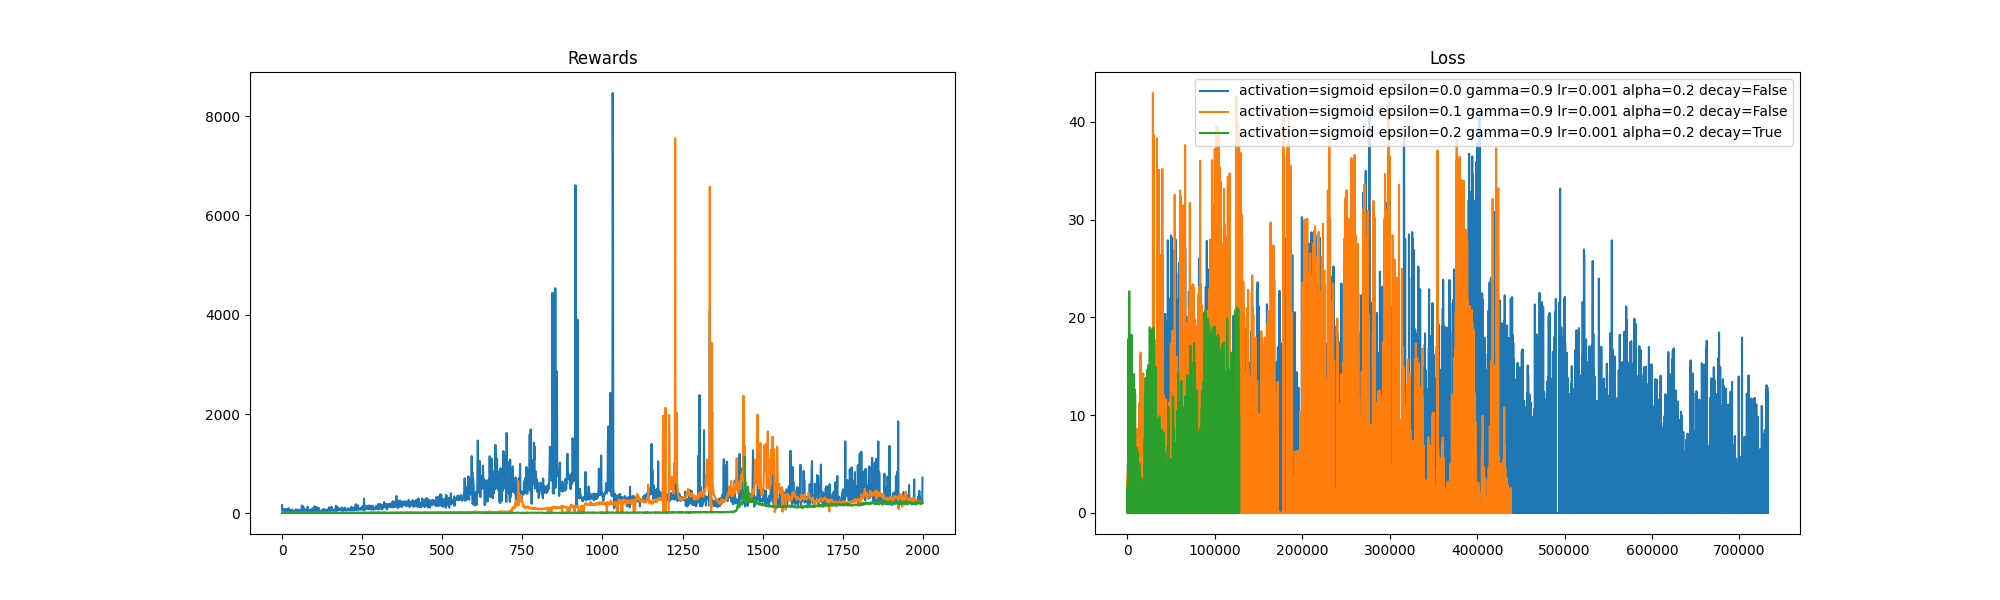 Rewards
8000
6000
4000
2000
0
0 250 500 750 1000 1250 1500 1750 2000
Loss
activation=sigmoid epsilon=0.0 gamma=0.9 lr=0.001 alpha=0.2 decay=False
activation=sigmoid epsilon=0.1 gamma=0.9 lr=0.001 alpha=0.2 decay=False
activation=sigmoid epsilon=0.2 gamma=0.9 lr=0.001 alpha=0.2 decay=True
40
30
20
10
0
0 100000 200000 300000 400000 500000 600000 700000